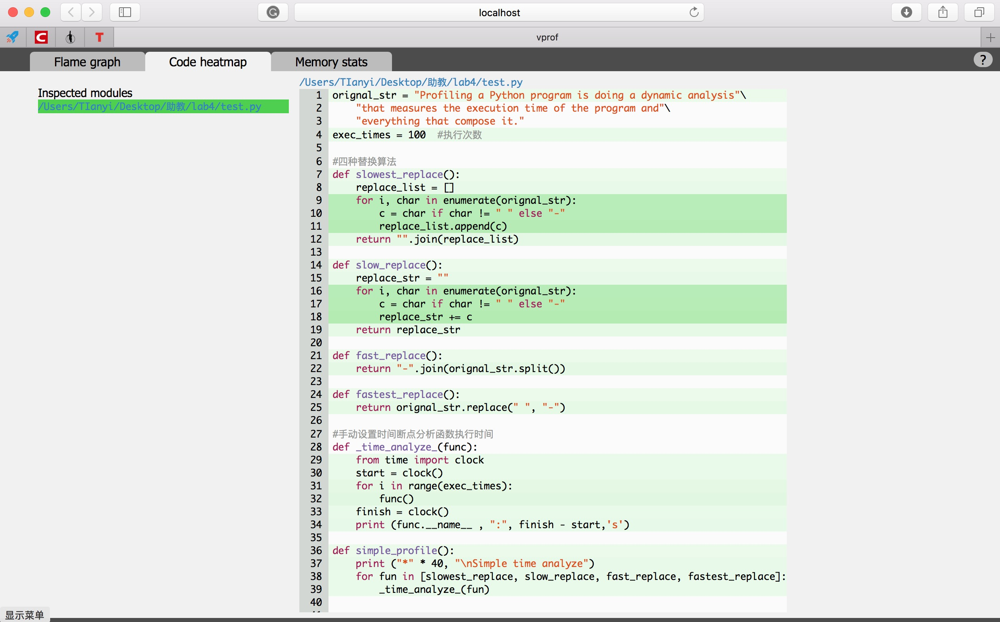 localhost
C
T
vprof
Flame graph
Code heatmap
Memory stats
?
Inspected modules
/Users/TIanyi/Desktop/助教/lab4/test.py
/Users/TIanyi/Desktop/助教/lab4/test.py
1 orignal_str = "Profiling a Python program is doing a dynamic analysis"\
2     "that measures the execution time of the program and"\
3     "everything that compose it."
4 exec_times = 100  #执行次数
5
6 #四种替换算法
7 def slowest_replace():
8     replace_list = []
9     for i, char in enumerate(orignal_str):
10         c = char if char != " " else "-"
11         replace_list.append(c)
12     return "".join(replace_list)
13
14 def slow_replace():
15     replace_str = ""
16     for i, char in enumerate(orignal_str):
17         c = char if char != " " else "-"
18         replace_str += c
19     return replace_str
20
21 def fast_replace():
22     return "-".join(orignal_str.split())
23
24 def fastest_replace():
25     return orignal_str.replace(" ", "-")
26
27 #手动设置时间断点分析函数执行时间
28 def _time_analyze_(func):
29     from time import clock
30     start = clock()
31     for i in range(exec_times):
32         func()
33     finish = clock()
34     print (func.__name__ , ":", finish - start,'s')
35
36 def simple_profile():
37     print ("*" * 40, "\nSimple time analyze")
38     for fun in [slowest_replace, slow_replace, fast_replace, fastest_replace]:
39         _time_analyze_(fun)
40
显示菜单